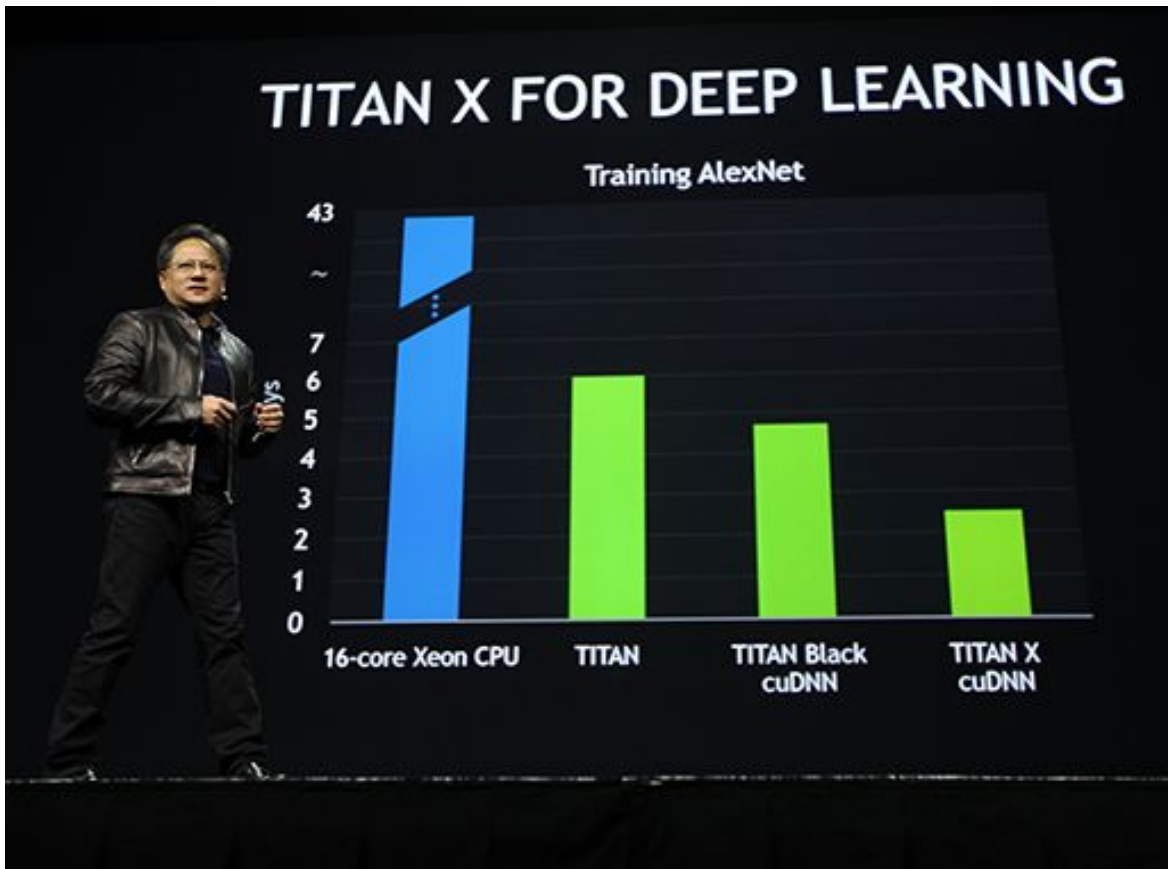 TITAN X FOR DEEP LEARNING
Training AlexNet
43
~
7
6
5
4
3
2
1
0
16-core Xeon CPU
TITAN
TITAN Black
cuDNN
TITAN X
cuDNN